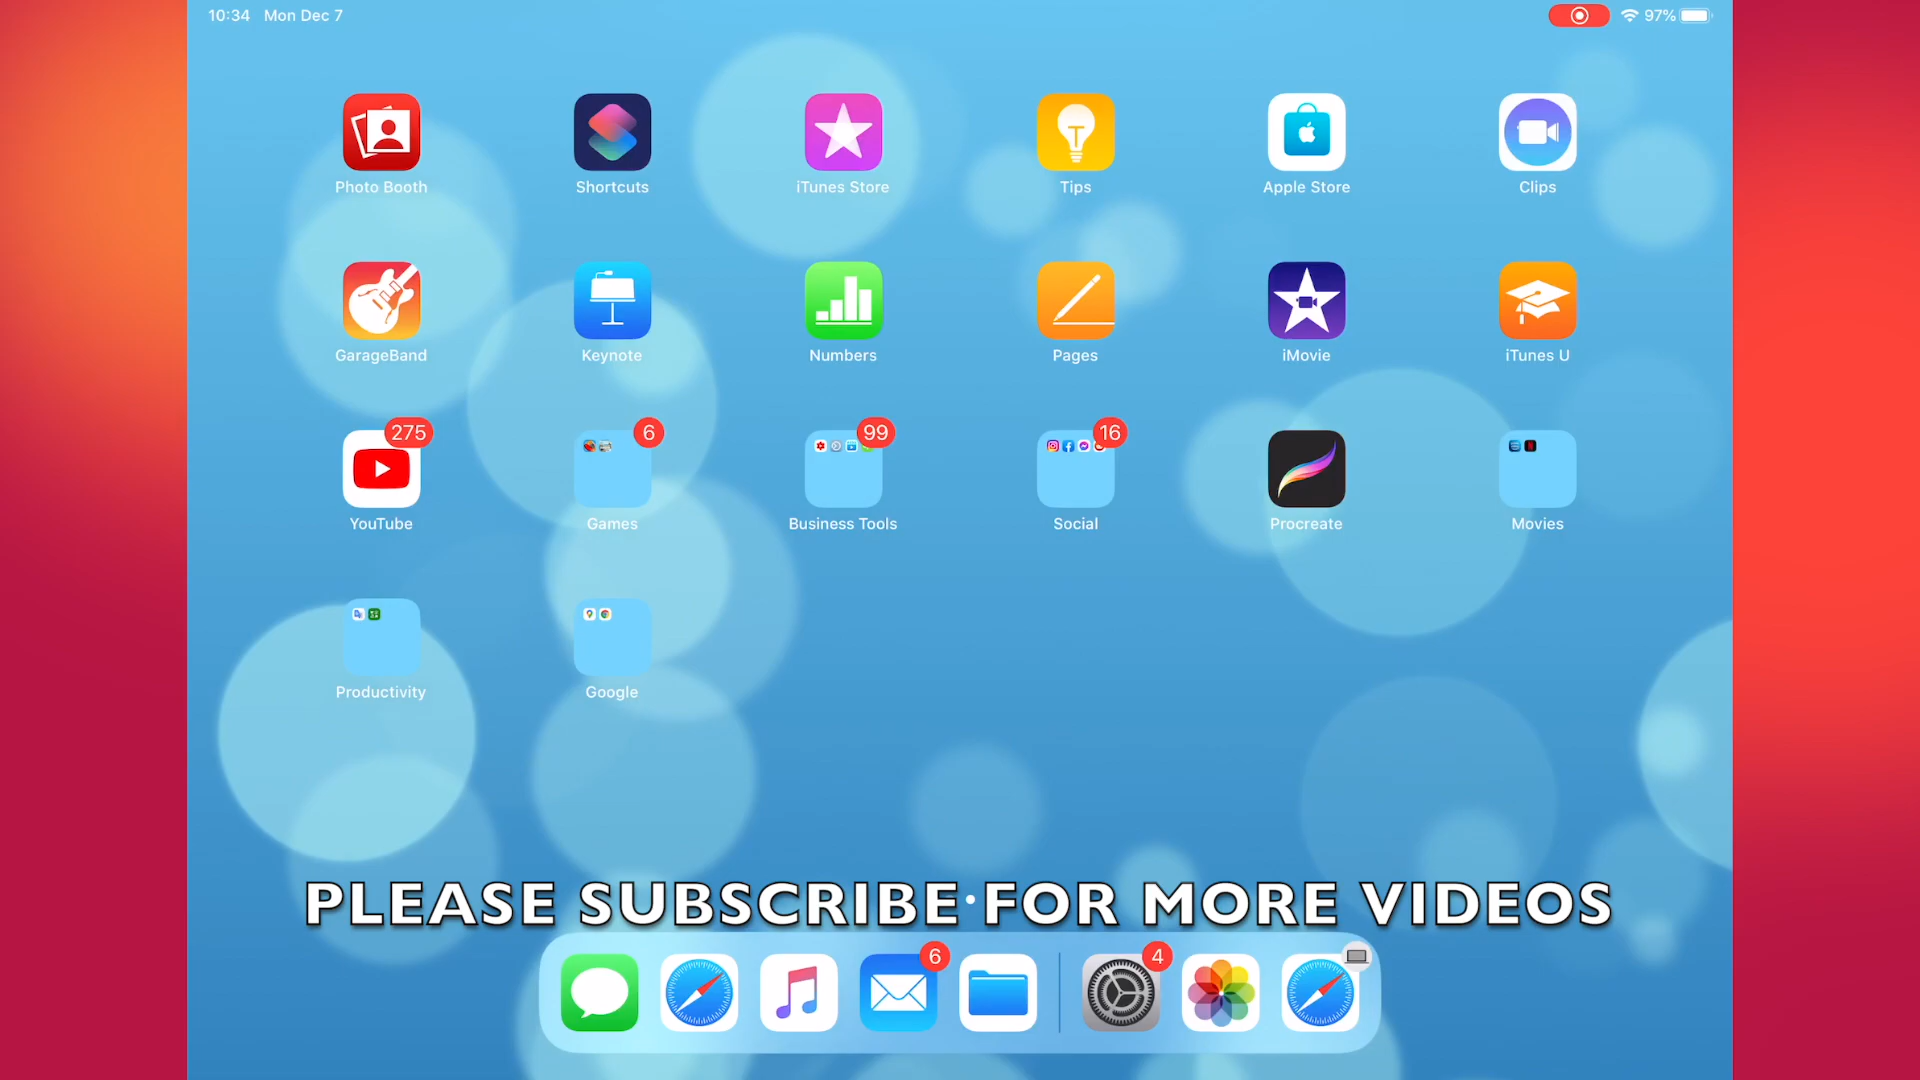 10:34 Mon Dec 7 97%
Photo Booth Shortcuts iTunes Store Tips Apple Store Clips
GarageBand Keynote Numbers Pages iMovie iTunes U
275 6 99 16
YouTube Games Business Tools Social Procreate Movies
Productivity Google
PLEASE SUBSCRIBE FOR MORE VIDEOS
6 4